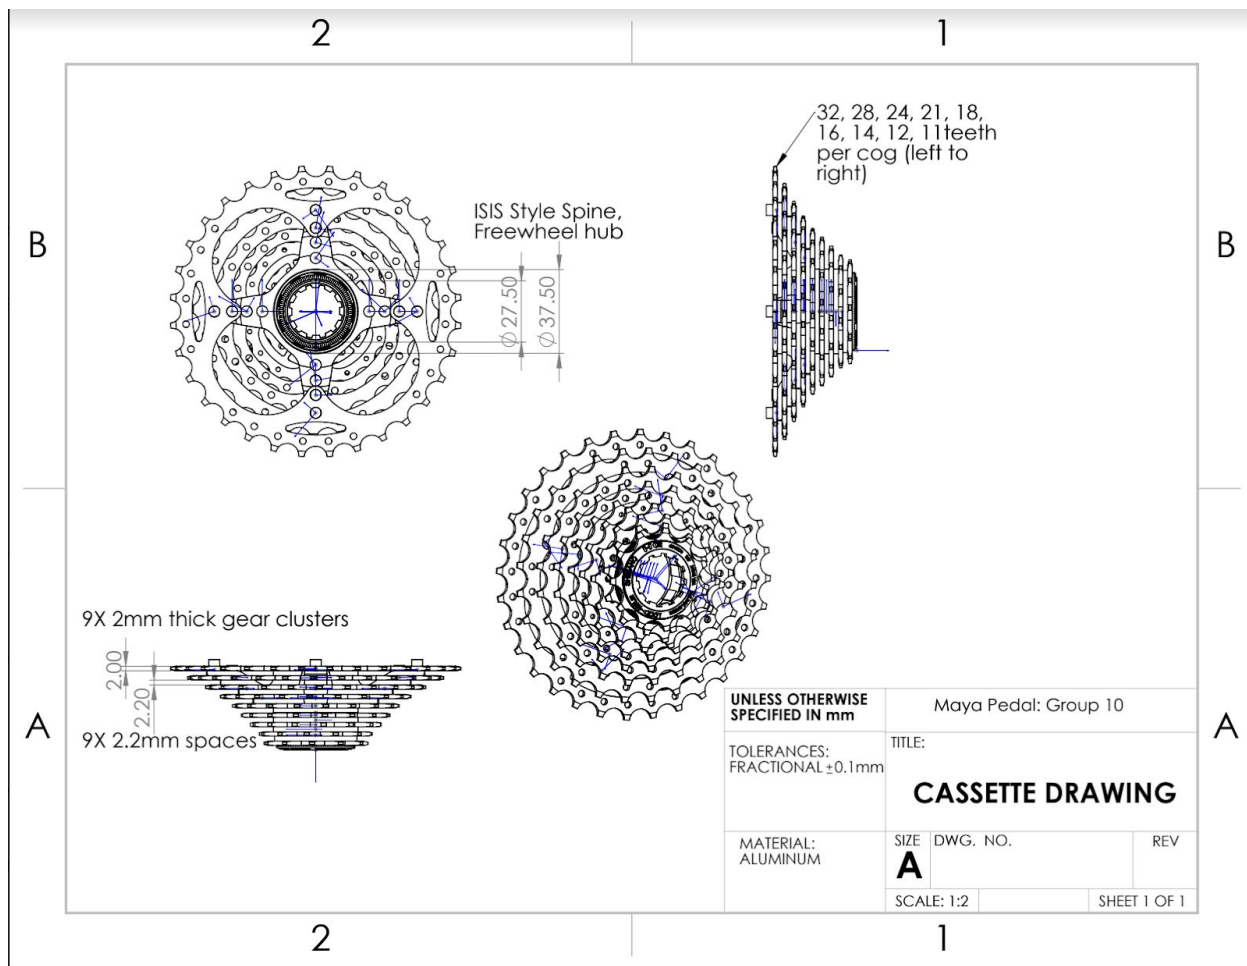 2
1
32, 28, 24, 21, 18,
16, 14, 12, 11teeth
per cog (left to
right)
ISIS Style Spine,
Freewheel hub
B
B
∅ 27.50
∅ 37.50
9X 2mm thick gear clusters
2.00
2.20
9X 2.2mm spaces
A
A
UNLESS OTHERWISE
SPECIFIED IN mm
Maya Pedal: Group 10
TOLERANCES:
FRACTIONAL ±0.1mm
TITLE:
CASSETTE DRAWING
MATERIAL:
ALUMINUM
SIZE
A
DWG. NO.
REV
SCALE: 1:2
SHEET 1 OF 1
2
1